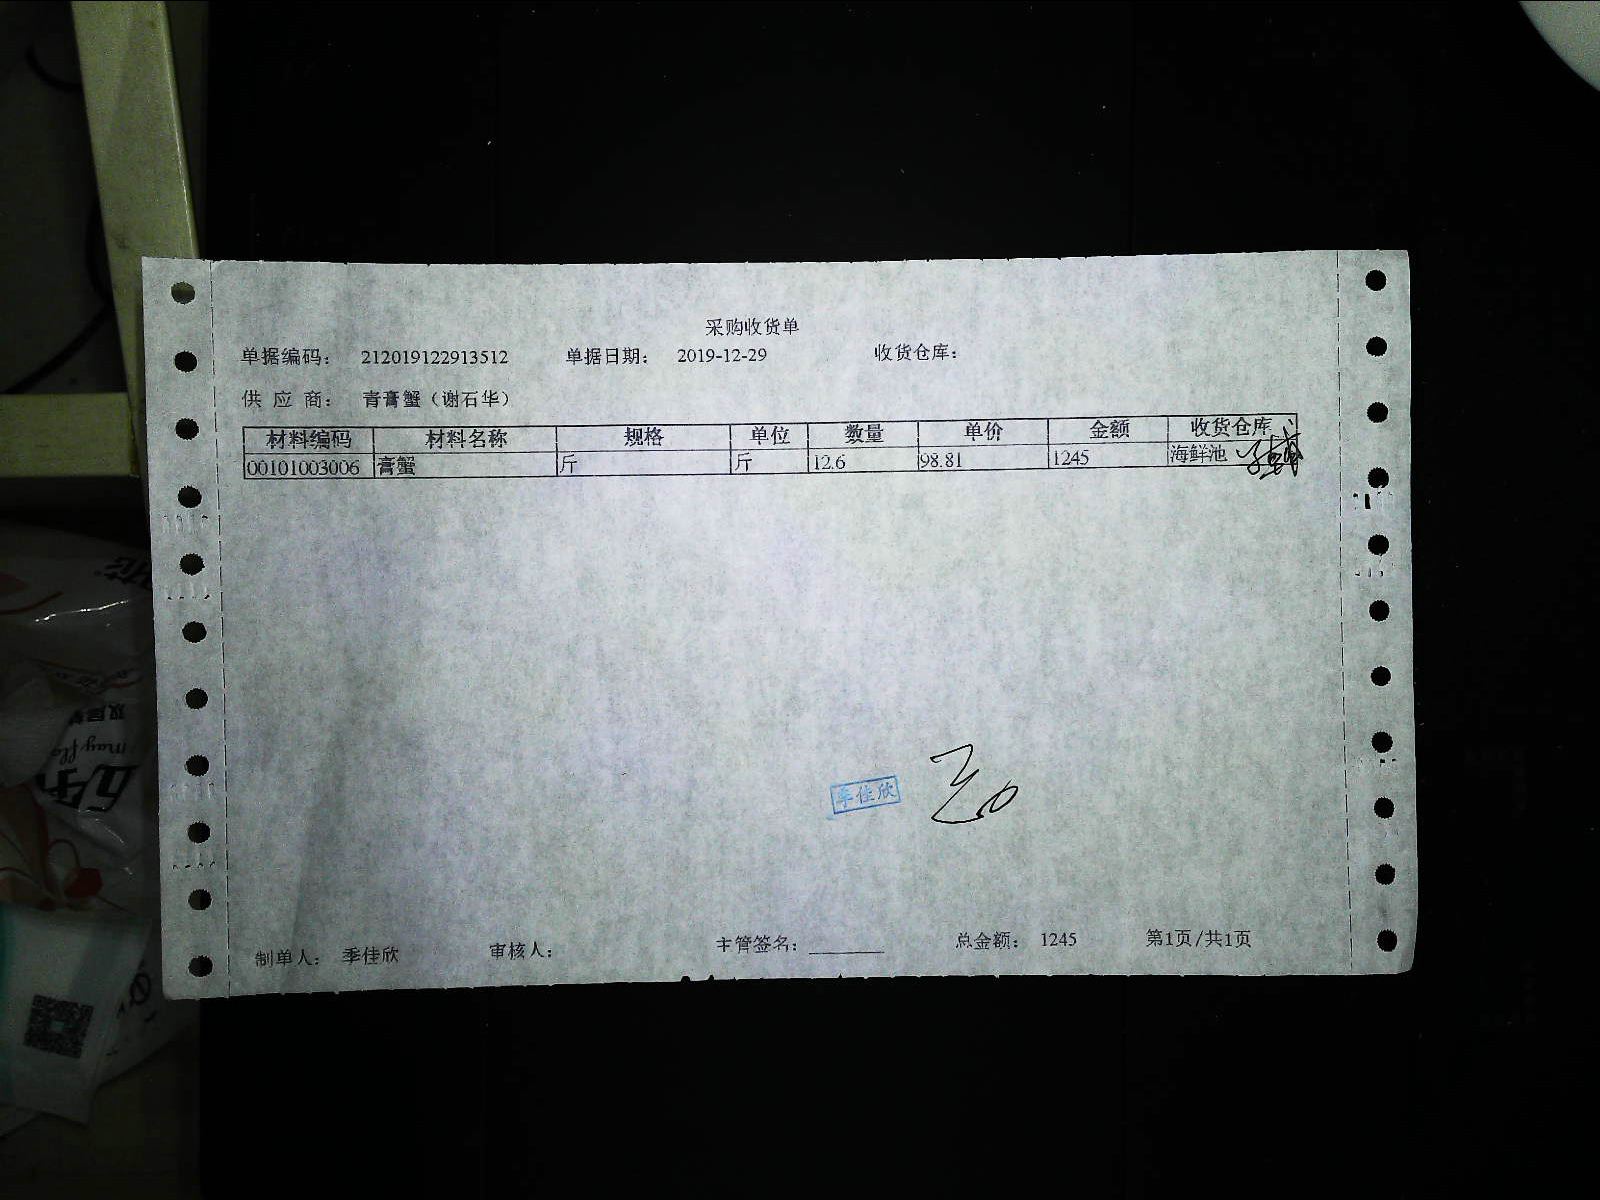 采购收货单
单据编码： 212019122913512 单据日期： 2019-12-29 收货仓库：
供 应 商： 青膏蟹（谢石华）
材料编码 材料名称 规格 单位 数量 单价 金额 收货仓库
00101003006 膏蟹 斤 斤 12.6 98.81 1245 海鲜池
季佳欣
制单人： 季佳欣 审核人： 主管签名： 总金额： 1245 第1页/共1页
may flo